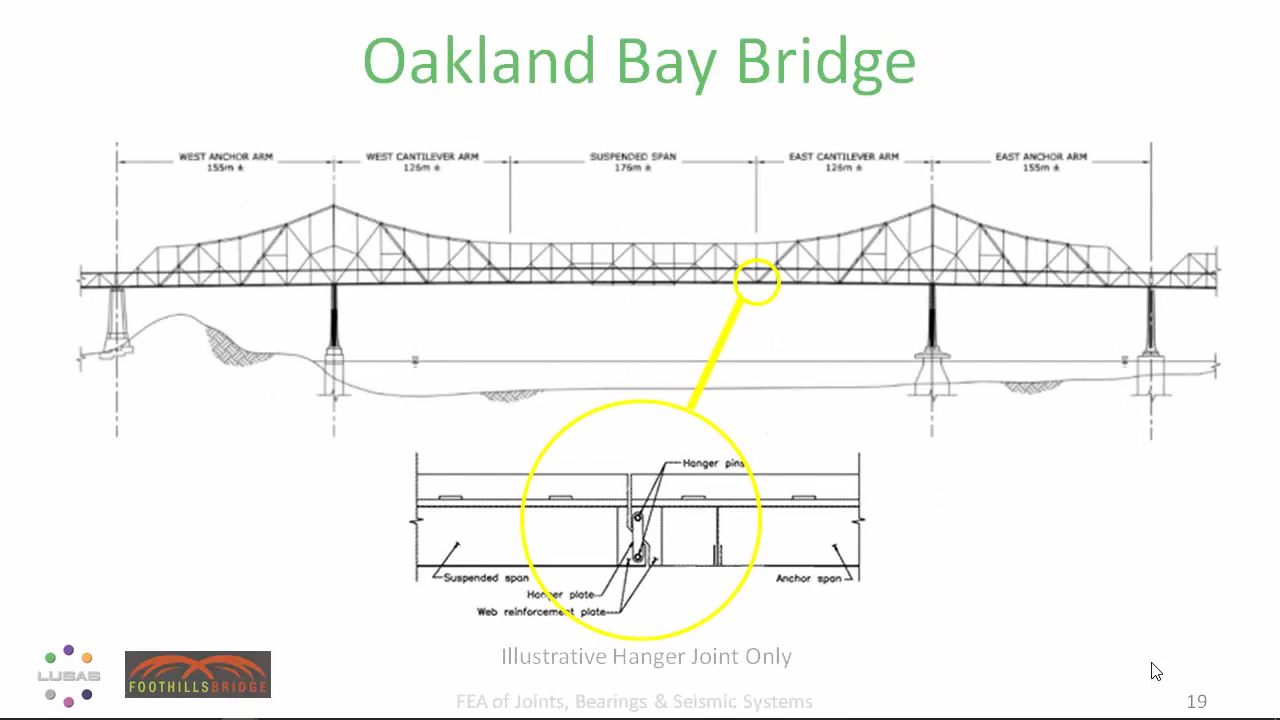 Oakland Bay Bridge
WEST ANCHOR ARM
155m ±
WEST CANTILEVER ARM
126m ±
SUSPENDED SPAN
176m ±
EAST CANTILEVER ARM
126m ±
EAST ANCHOR ARM
155m ±
Hanger pins
Suspended span
Anchor span
Hanger plate
Web reinforcement plate
Illustrative Hanger Joint Only
LUSAS
FOOTHILLSBRIDGE
FEA of Joints, Bearings & Seismic Systems
19